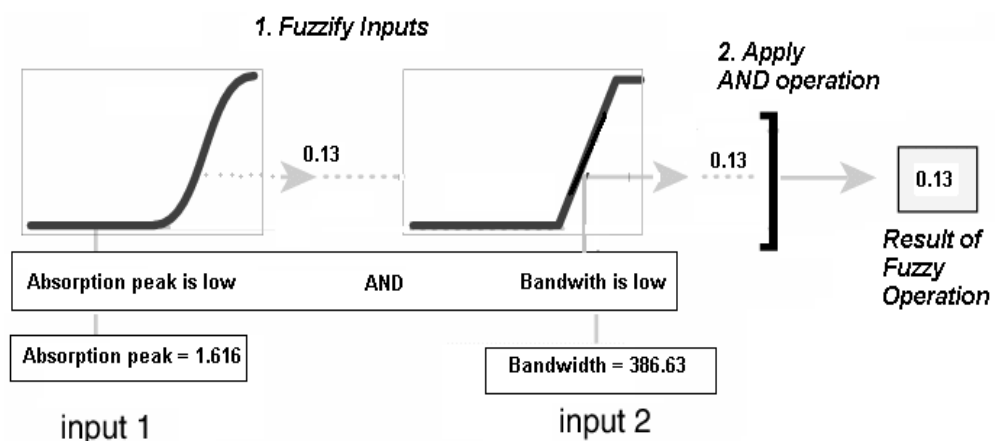 1. Fuzzify Inputs
2. Apply
AND operation
0.13
0.13
0.13
Result of
Fuzzy
Operation
Absorption peak is low AND Bandwith is low
Absorption peak = 1.616
Bandwidth = 386.63
input 1
input 2